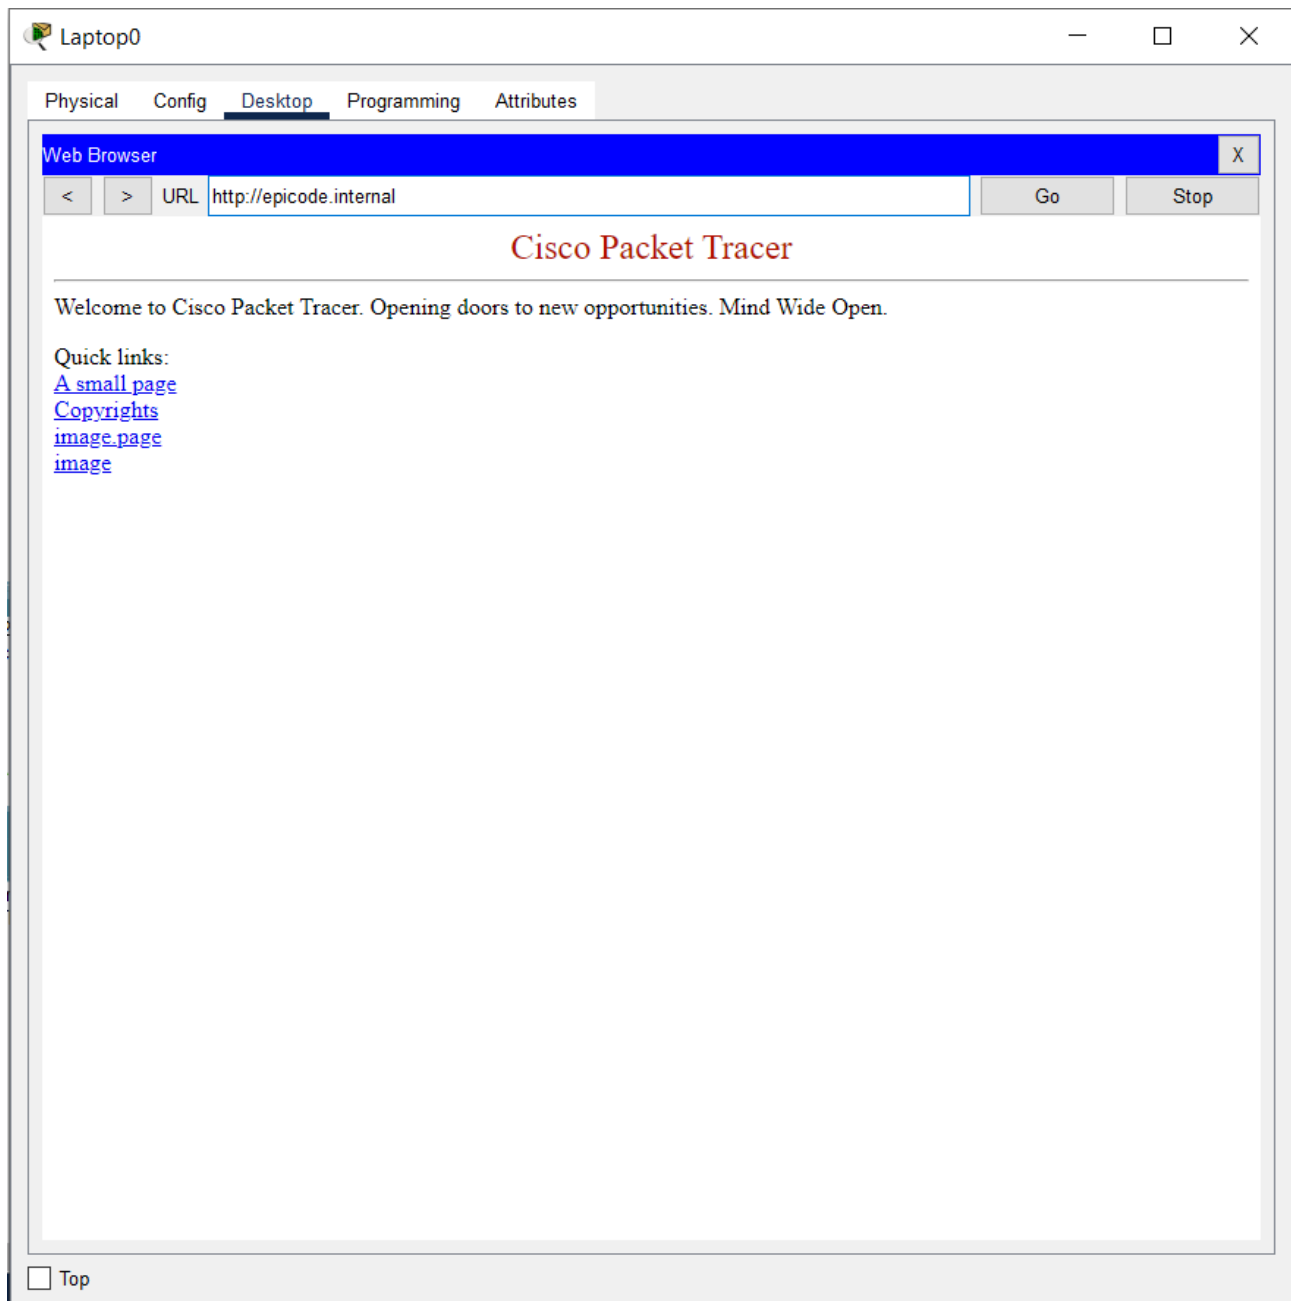 Laptop0
Physical Config Desktop Programming Attributes
Web Browser X
< > URL http://epicode.internal Go Stop
Cisco Packet Tracer
Welcome to Cisco Packet Tracer. Opening doors to new opportunities. Mind Wide Open.
Quick links:
A small page
Copyrights
image page
image
Top